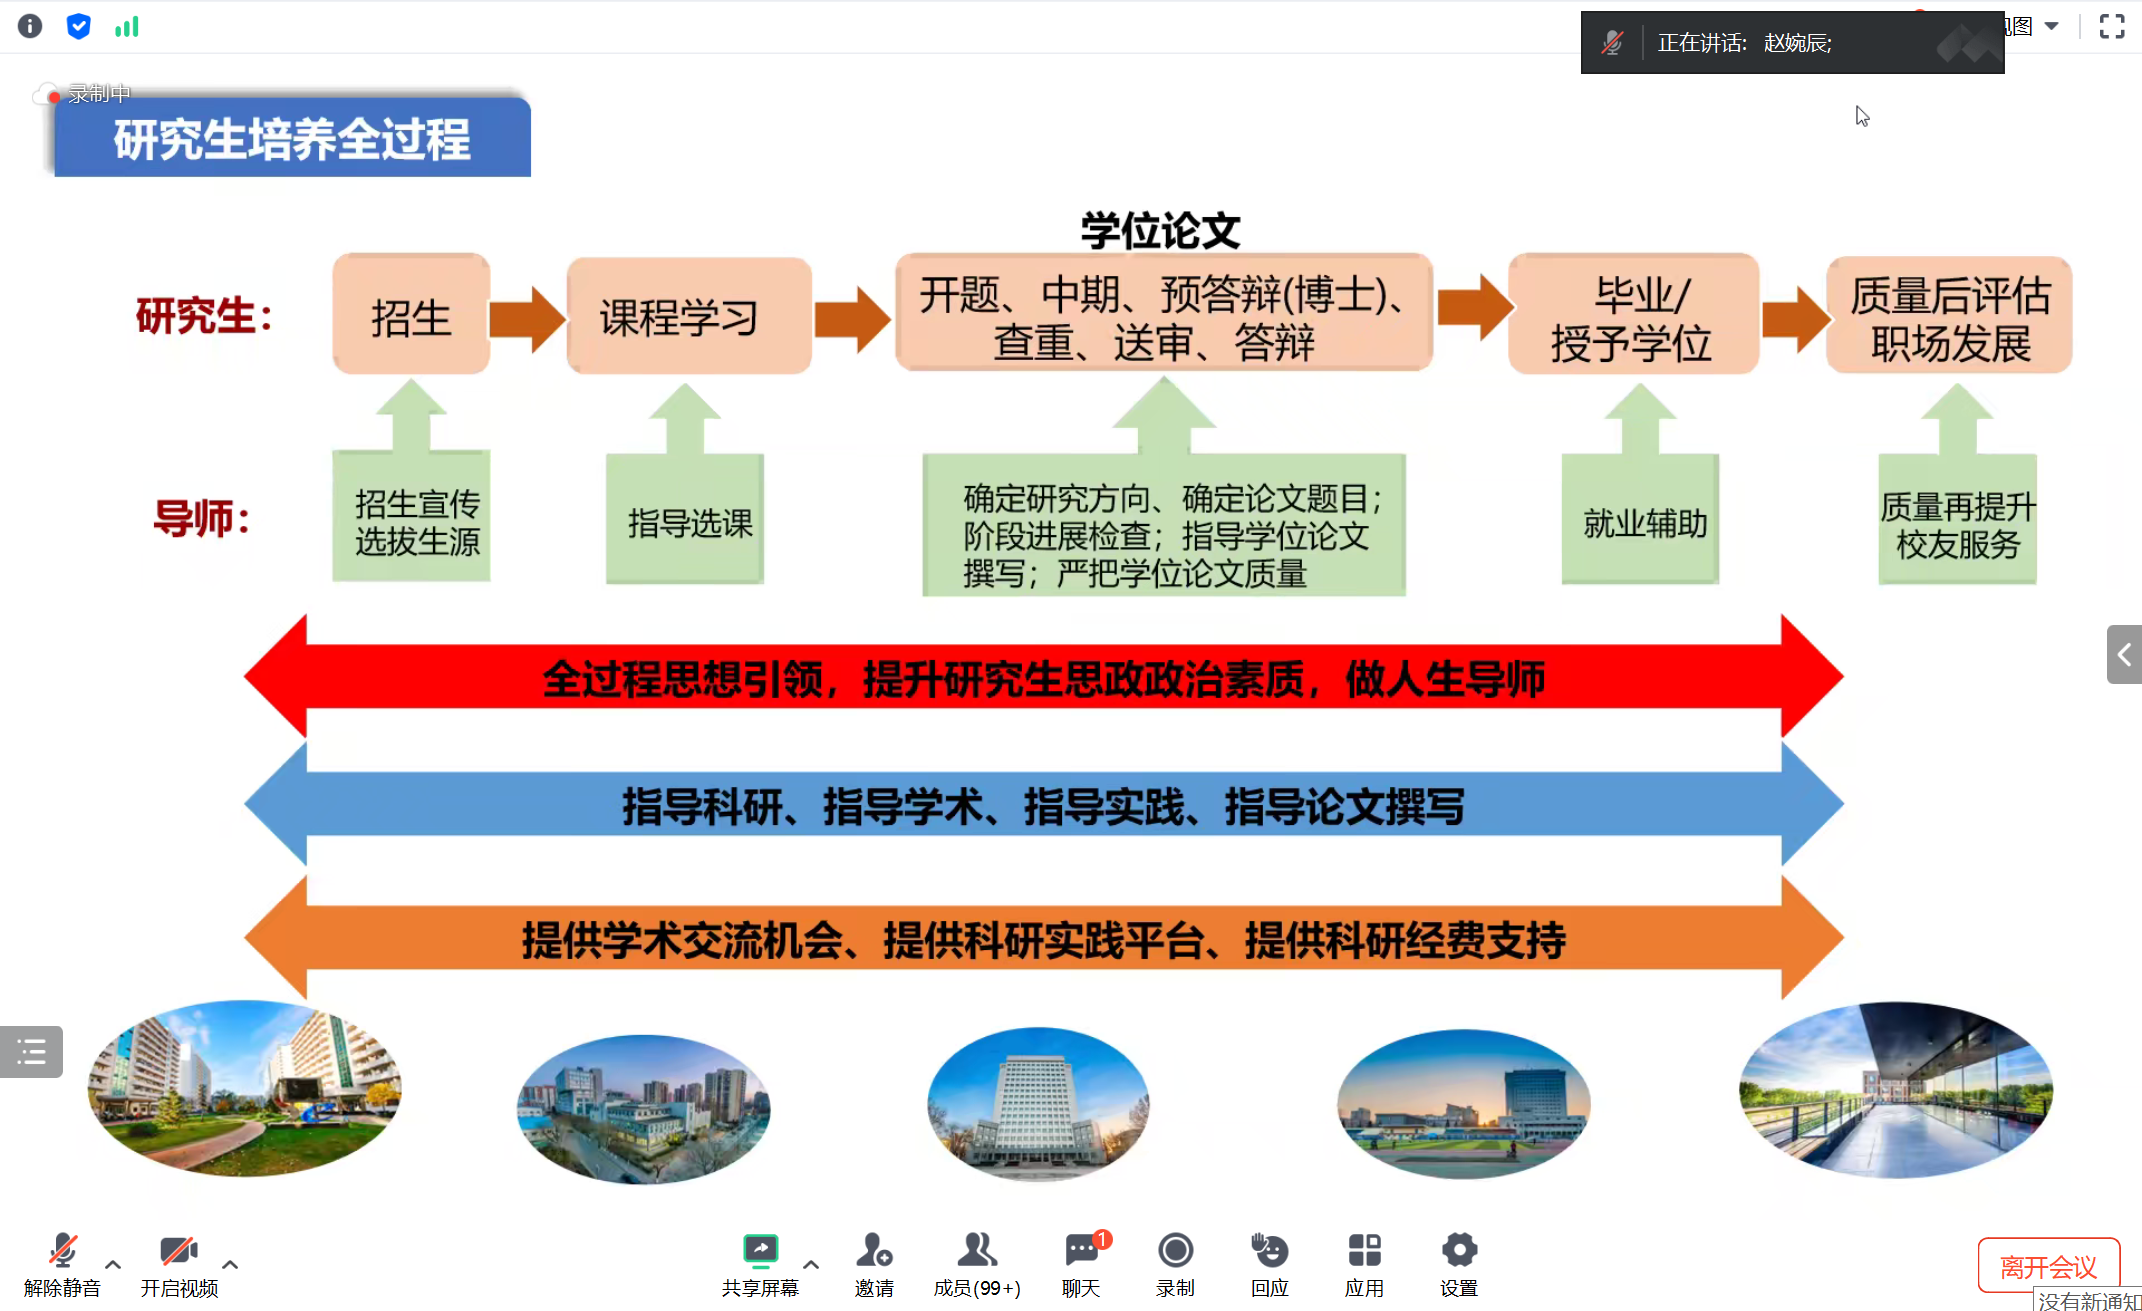 视图
正在讲话: 赵婉辰;
录制中
研究生培养全过程
学位论文
研究生：
招生
课程学习
开题、中期、预答辩(博士)、
查重、送审、答辩
毕业/
授予学位
质量后评估
职场发展
导师：
招生宣传
选拔生源
指导选课
确定研究方向、确定论文题目；
阶段进展检查；指导学位论文
撰写；严把学位论文质量
就业辅助
质量再提升
校友服务
全过程思想引领，提升研究生思政政治素质，做人生导师
指导科研、指导学术、指导实践、指导论文撰写
提供学术交流机会、提供科研实践平台、提供科研经费支持
解除静音
开启视频
共享屏幕
邀请
成员(99+)
1
聊天
录制
回应
应用
设置
离开会议
没有新通知